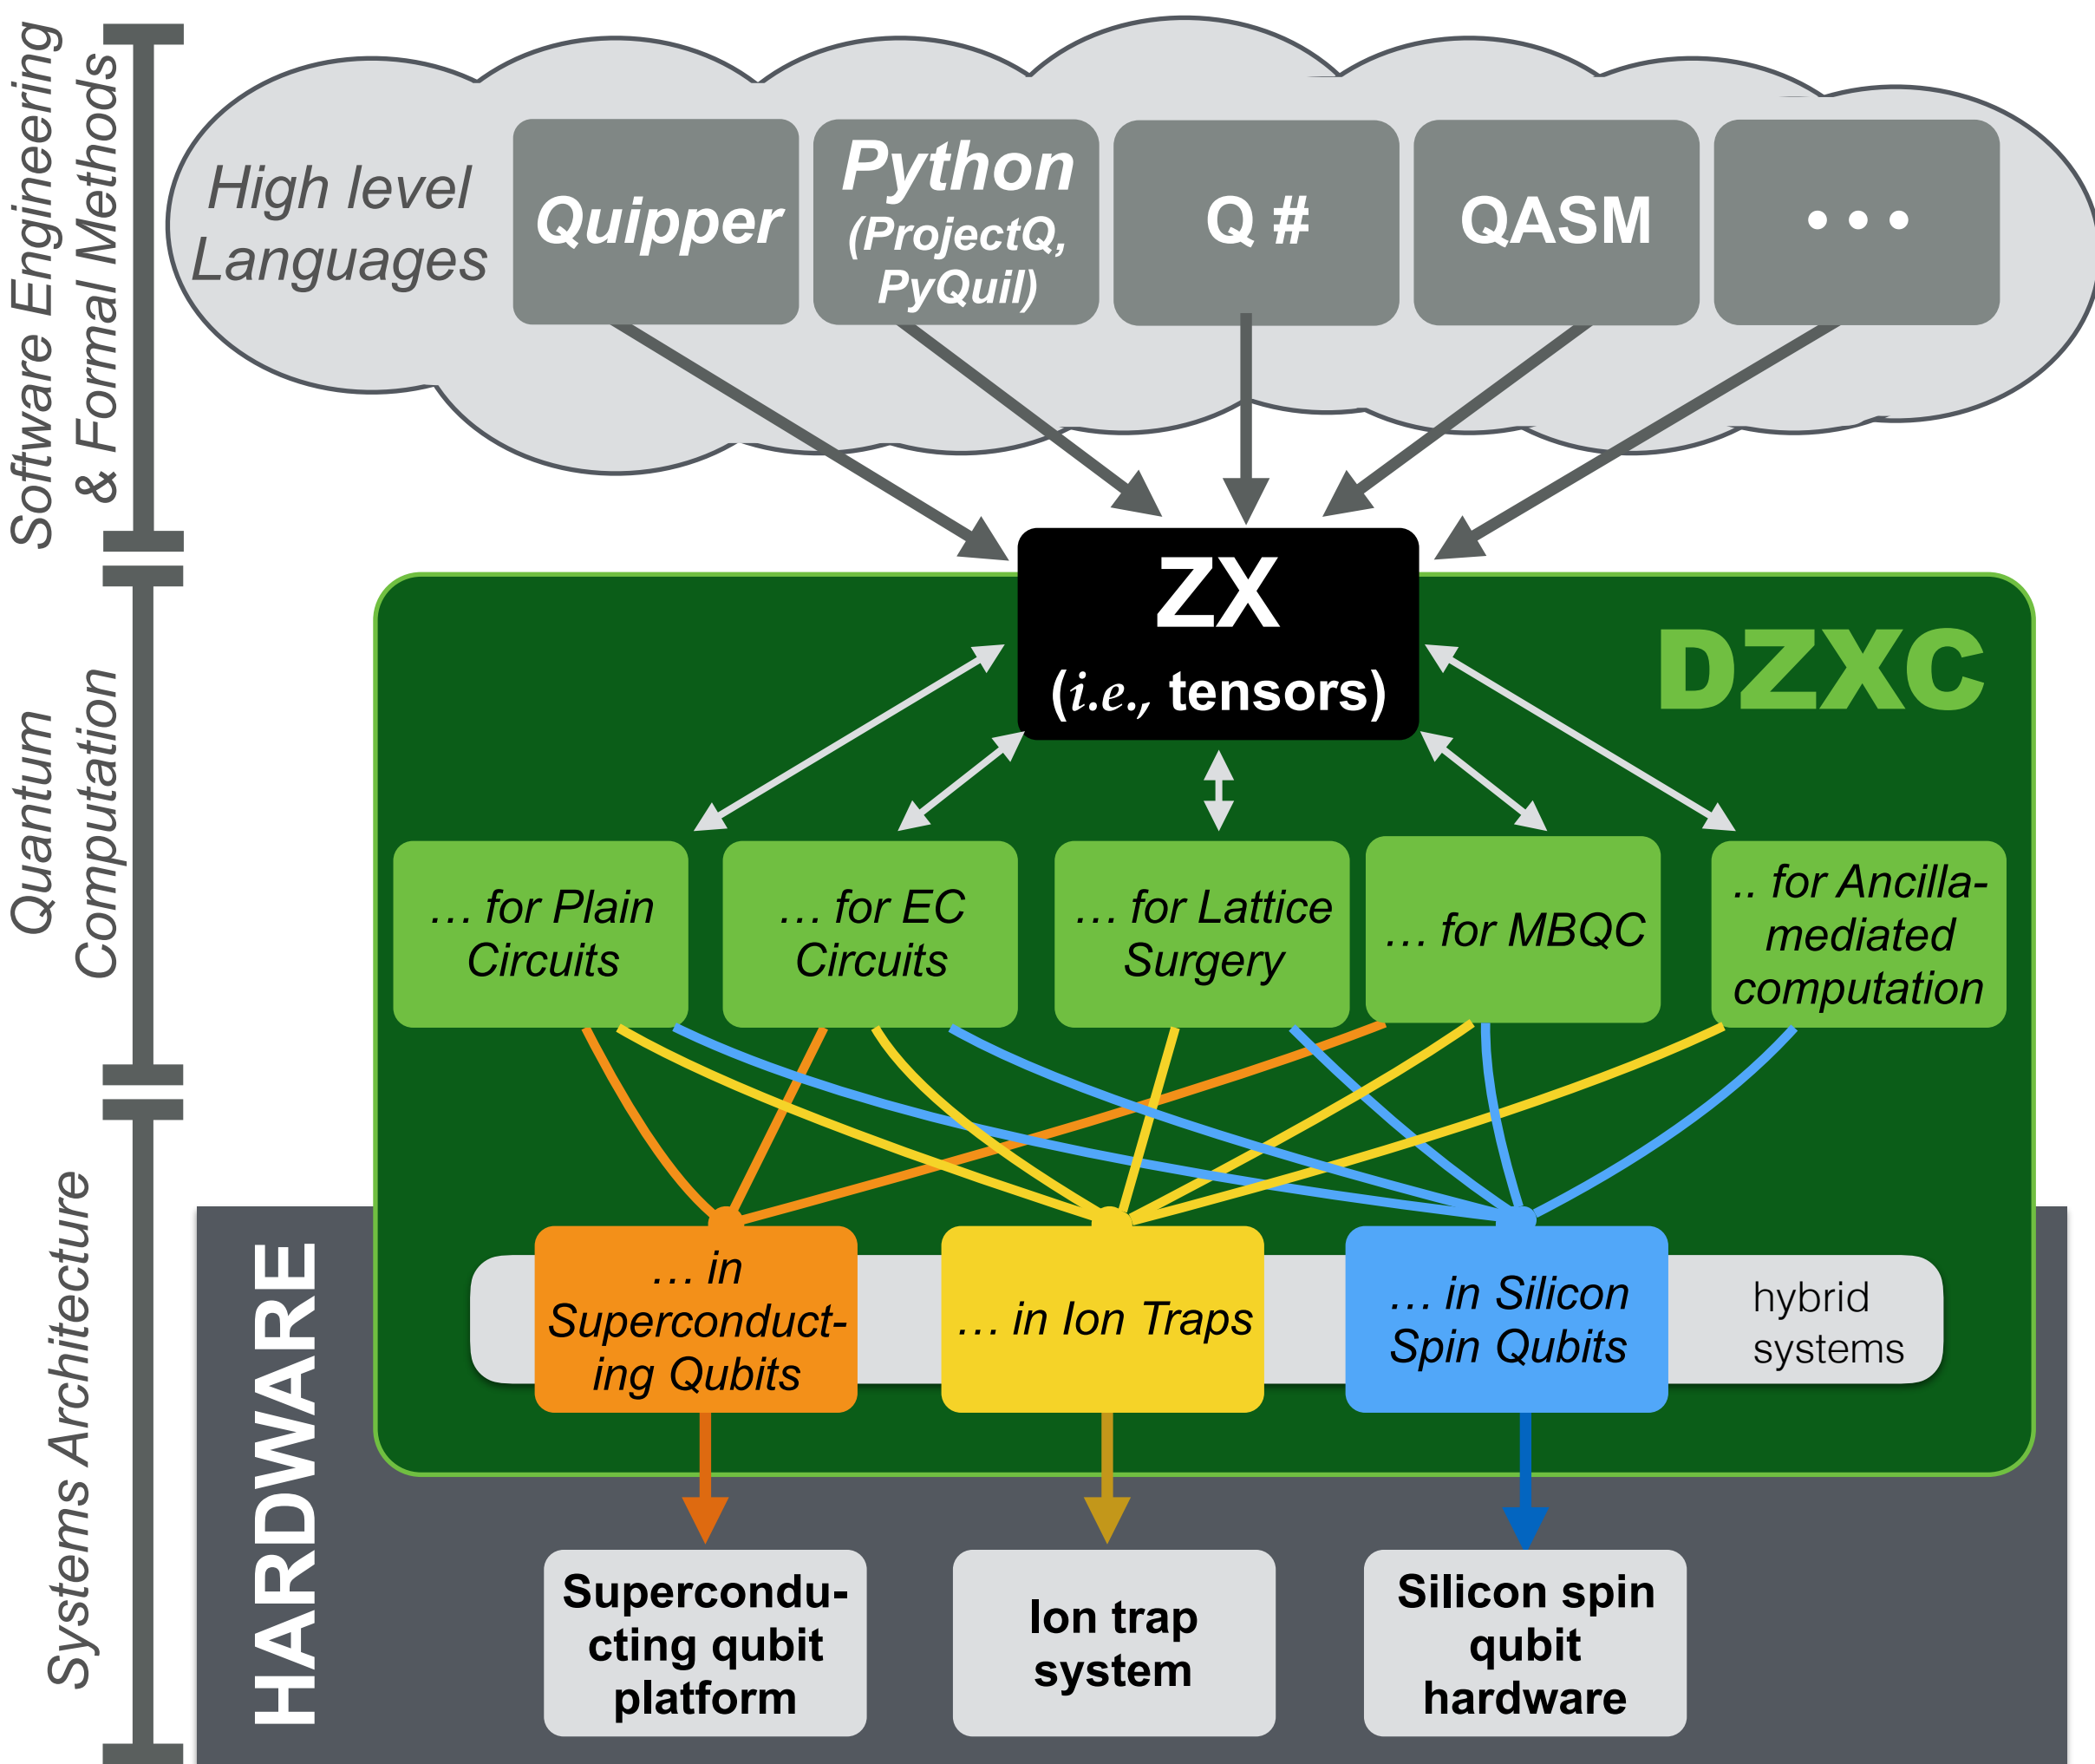 Software Engineering
& Formal Methods
High level
Languages
Quipper
Python
(ProjectQ,
PyQuil)
Q #
QASM
• • •
ZX
(i.e., tensors)
DZXC
Quantum
Computation
… for Plain
Circuits
… for EC
Circuits
… for Lattice
Surgery
… for MBQC
.. for Ancilla-
mediated
computation
Systems Architecture
HARDWARE
… in
Superconduct-
ing Qubits
… in Ion Traps
… in Silicon
Spin Qubits
hybrid
systems
Supercondu-
cting qubit
platform
Ion trap
system
Silicon spin
qubit
hardware